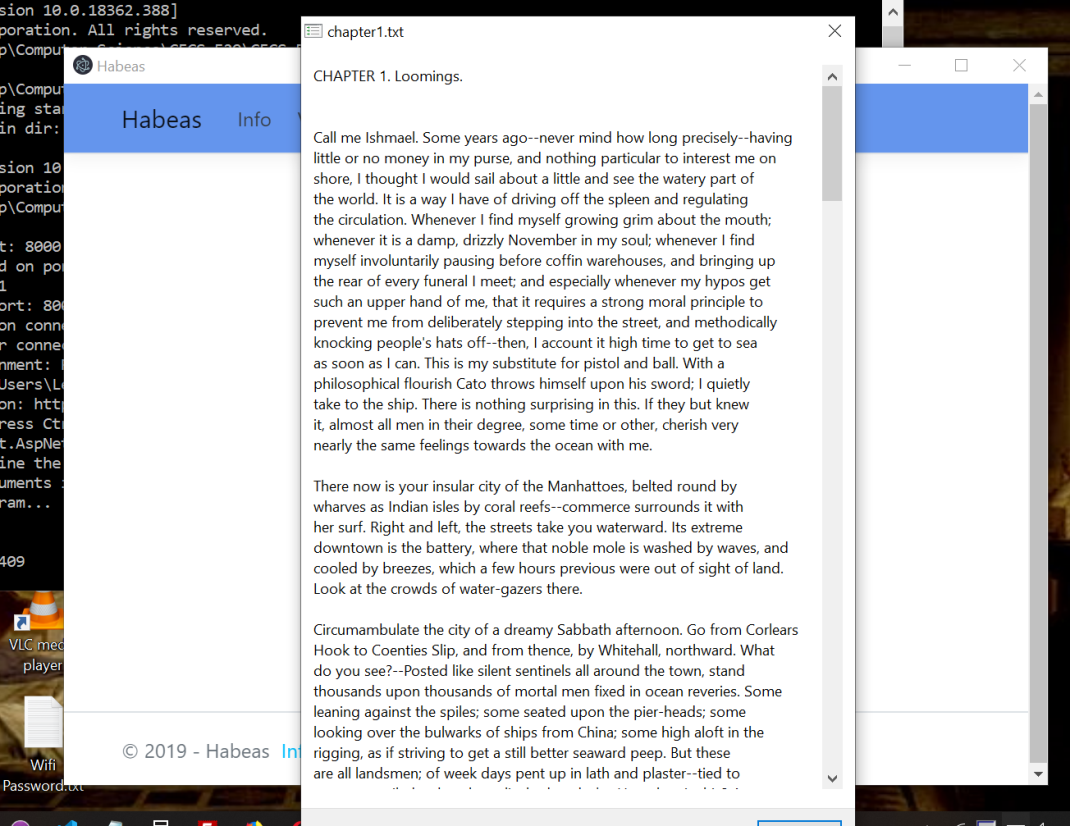 sion 10.0.18362.388]
poration. All rights reserved.
p\Comput
ing sta
in dir:
sion 10
poration
p\Comput
t: 8000
d on por
1
ort: 800
on conne
r connec
nment:
Users\Le
on: http
ress Ctr
t.AspNet
ine the
uments i
ram...
409
VLC med
player
Wifi
Password.txt
Habeas
Habeas Info
© 2019 - Habeas Inf
chapter1.txt
CHAPTER 1. Loomings.
Call me Ishmael. Some years ago--never mind how long precisely--having
little or no money in my purse, and nothing particular to interest me on
shore, I thought I would sail about a little and see the watery part of
the world. It is a way I have of driving off the spleen and regulating
the circulation. Whenever I find myself growing grim about the mouth;
whenever it is a damp, drizzly November in my soul; whenever I find
myself involuntarily pausing before coffin warehouses, and bringing up
the rear of every funeral I meet; and especially whenever my hypos get
such an upper hand of me, that it requires a strong moral principle to
prevent me from deliberately stepping into the street, and methodically
knocking people's hats off--then, I account it high time to get to sea
as soon as I can. This is my substitute for pistol and ball. With a
philosophical flourish Cato throws himself upon his sword; I quietly
take to the ship. There is nothing surprising in this. If they but knew
it, almost all men in their degree, some time or other, cherish very
nearly the same feelings towards the ocean with me.
There now is your insular city of the Manhattoes, belted round by
wharves as Indian isles by coral reefs--commerce surrounds it with
her surf. Right and left, the streets take you waterward. Its extreme
downtown is the battery, where that noble mole is washed by waves, and
cooled by breezes, which a few hours previous were out of sight of land.
Look at the crowds of water-gazers there.
Circumambulate the city of a dreamy Sabbath afternoon. Go from Corlears
Hook to Coenties Slip, and from thence, by Whitehall, northward. What
do you see?--Posted like silent sentinels all around the town, stand
thousands upon thousands of mortal men fixed in ocean reveries. Some
leaning against the spiles; some seated upon the pier-heads; some
looking over the bulwarks of ships from China; some high aloft in the
rigging, as if striving to get a still better seaward peep. But these
are all landsmen; of week days pent up in lath and plaster--tied to